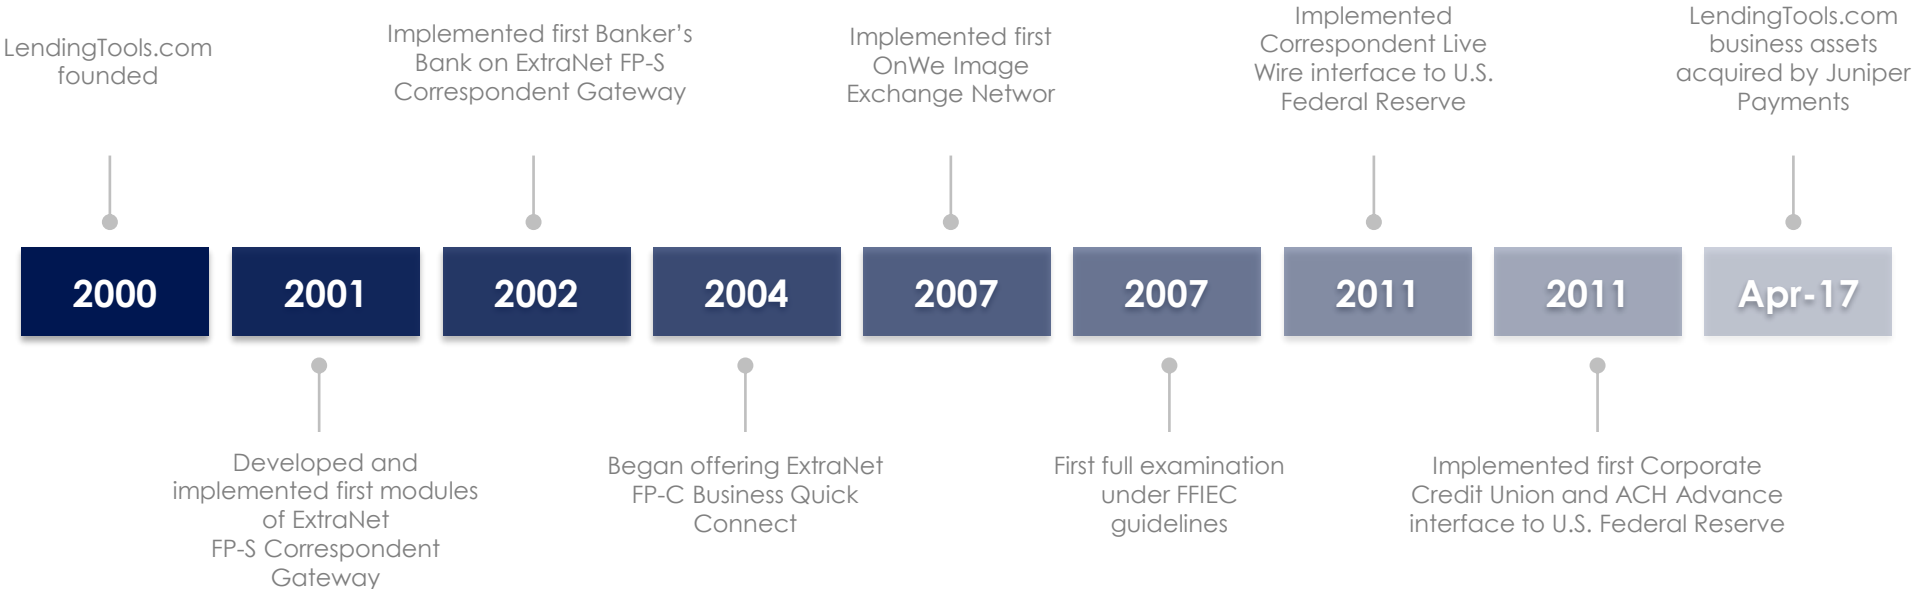 LendingTools.com
founded
Implemented first Banker’s
Bank on ExtraNet FP-S
Correspondent Gateway
Implemented first
OnWe Image
Exchange Networ
Implemented
Correspondent Live
Wire interface to U.S.
Federal Reserve
LendingTools.com
business assets
acquired by Juniper
Payments
2000
2001
2002
2004
2007
2007
2011
2011
Apr-17
Developed and
implemented first modules
of ExtraNet
FP-S Correspondent
Gateway
Began offering ExtraNet
FP-C Business Quick
Connect
First full examination
under FFIEC
guidelines
Implemented first Corporate
Credit Union and ACH Advance
interface to U.S. Federal Reserve